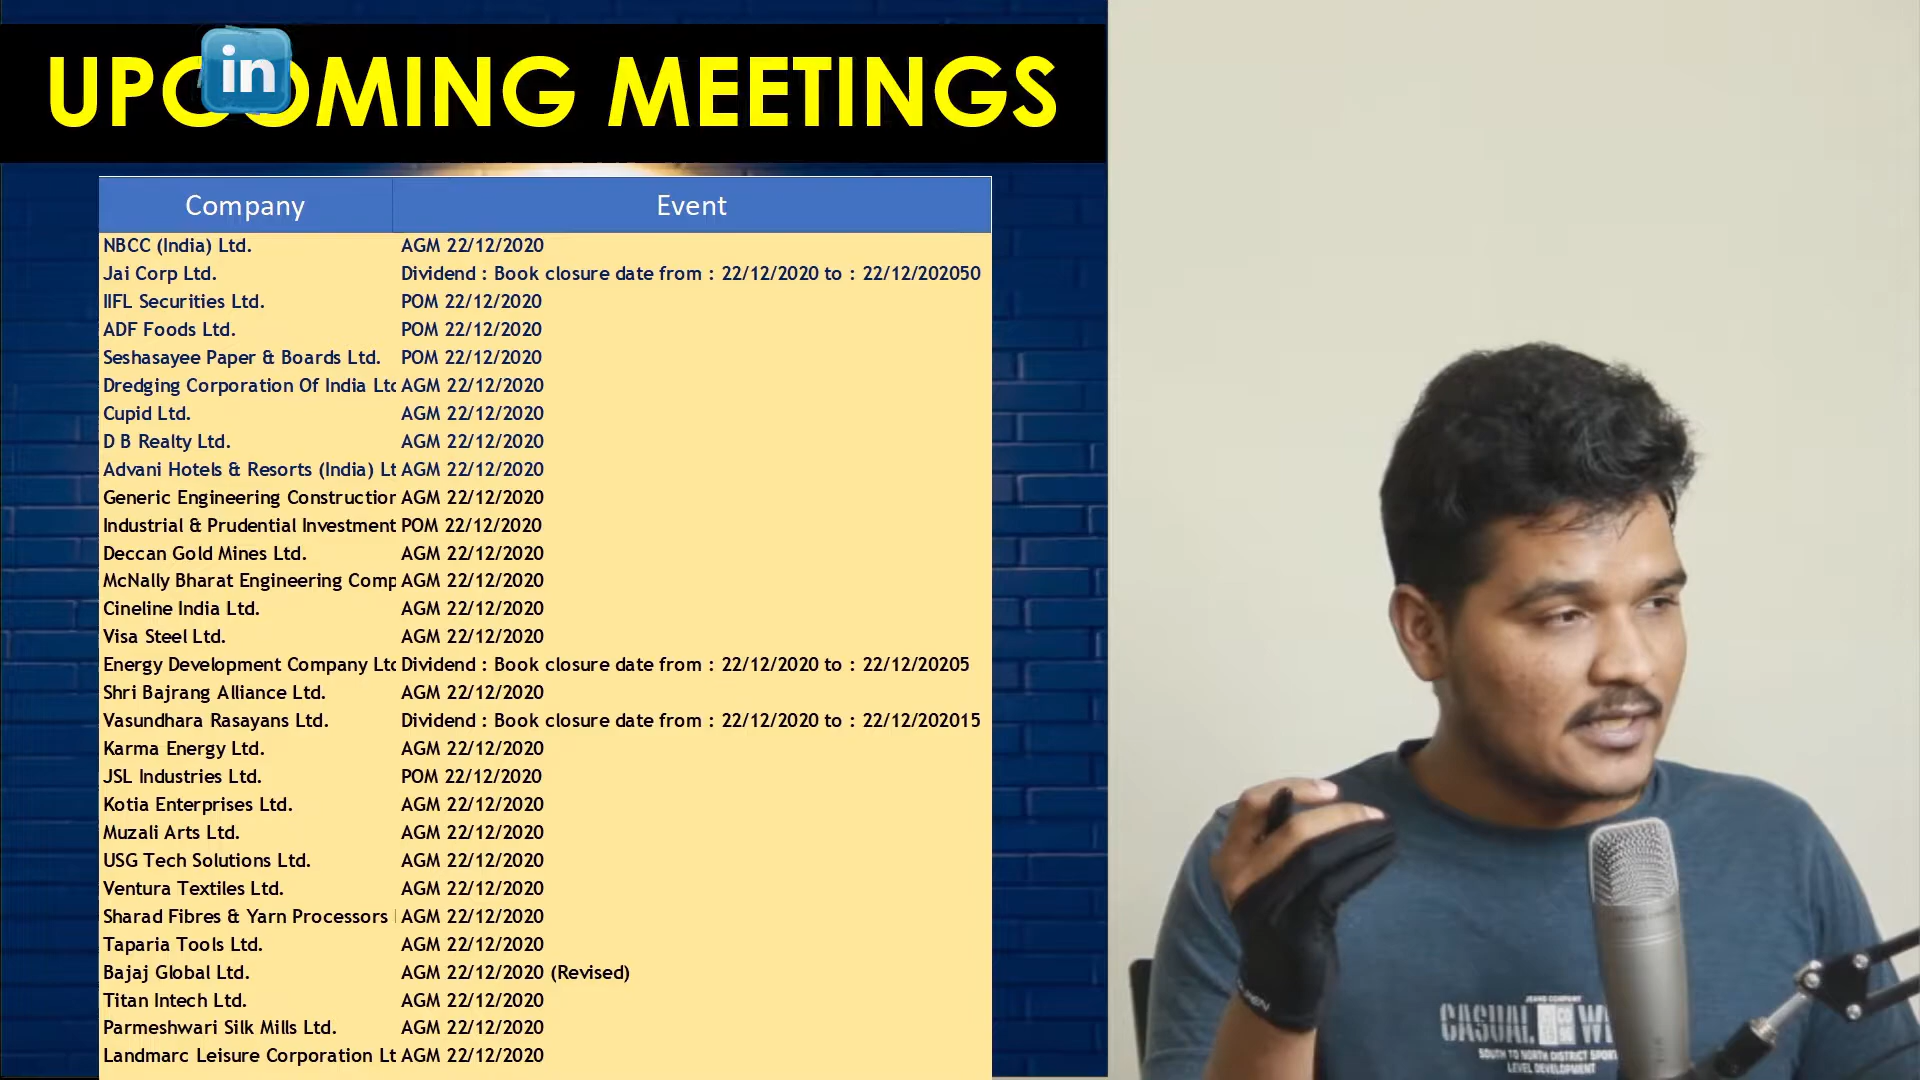 in
UPCOMING MEETINGS
Company Event
NBCC (India) Ltd. AGM 22/12/2020
Jai Corp Ltd. Dividend : Book closure date from : 22/12/2020 to : 22/12/202050
IIFL Securities Ltd. POM 22/12/2020
ADF Foods Ltd. POM 22/12/2020
Seshasayee Paper & Boards Ltd. POM 22/12/2020
Dredging Corporation Of India Ltd AGM 22/12/2020
Cupid Ltd. AGM 22/12/2020
D B Realty Ltd. AGM 22/12/2020
Advani Hotels & Resorts (India) Lt AGM 22/12/2020
Generic Engineering Construction AGM 22/12/2020
Industrial & Prudential Investment POM 22/12/2020
Deccan Gold Mines Ltd. AGM 22/12/2020
McNally Bharat Engineering Comp AGM 22/12/2020
Cineline India Ltd. AGM 22/12/2020
Visa Steel Ltd. AGM 22/12/2020
Energy Development Company Ltd Dividend : Book closure date from : 22/12/2020 to : 22/12/20205
Shri Bajrang Alliance Ltd. AGM 22/12/2020
Vasundhara Rasayans Ltd. Dividend : Book closure date from : 22/12/2020 to : 22/12/202015
Karma Energy Ltd. AGM 22/12/2020
JSL Industries Ltd. POM 22/12/2020
Kotia Enterprises Ltd. AGM 22/12/2020
Muzali Arts Ltd. AGM 22/12/2020
USG Tech Solutions Ltd. AGM 22/12/2020
Ventura Textiles Ltd. AGM 22/12/2020
Sharad Fibres & Yarn Processors AGM 22/12/2020
Taparia Tools Ltd. AGM 22/12/2020
Bajaj Global Ltd. AGM 22/12/2020 (Revised)
Titan Intech Ltd. AGM 22/12/2020
Parmeshwari Silk Mills Ltd. AGM 22/12/2020
Landmarc Leisure Corporation Lt AGM 22/12/2020
JEANS COMPANY
CASUAL
SOUTH TO NORTH DISTRICT
LEVEL DEVELOPMENT